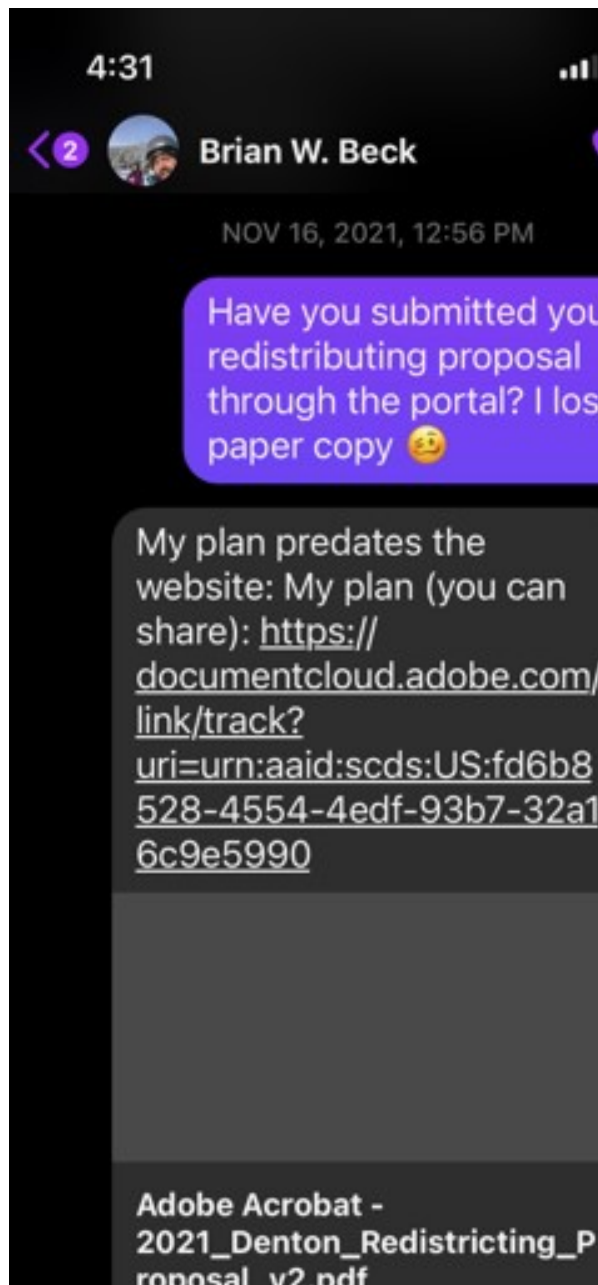 4:31
2
Brian W. Beck
NOV 16, 2021, 12:56 PM
Have you submitted you
redistributing proposal
through the portal? I los
paper copy 🥴
My plan predates the
website: My plan (you can
share): https://
documentcloud.adobe.com/
link/track?
uri=urn:aaid:scds:US:fd6b8
528-4554-4edf-93b7-32a1
6c9e5990
Adobe Acrobat -
2021_Denton_Redistricting_P
roposal_v2.pdf